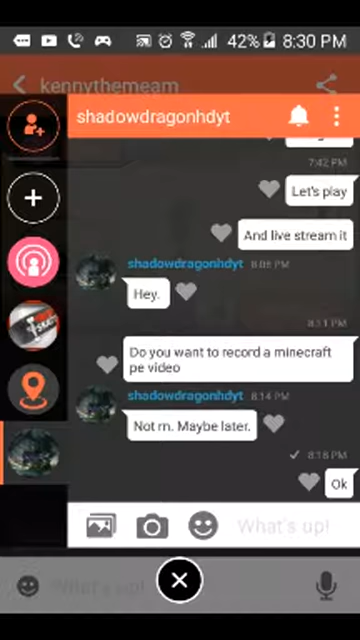 42% 8:30 PM
kennythemeam
shadowdragonhdyt
7:42 PM
Let's play
And live stream it
shadowdragonhdyt 8:08 PM
Hey.
8:11 PM
Do you want to record a minecraft
pe video
shadowdragonhdyt 8:14 PM
Not rn. Maybe later.
8:18 PM
Ok
What's up!
What's up!